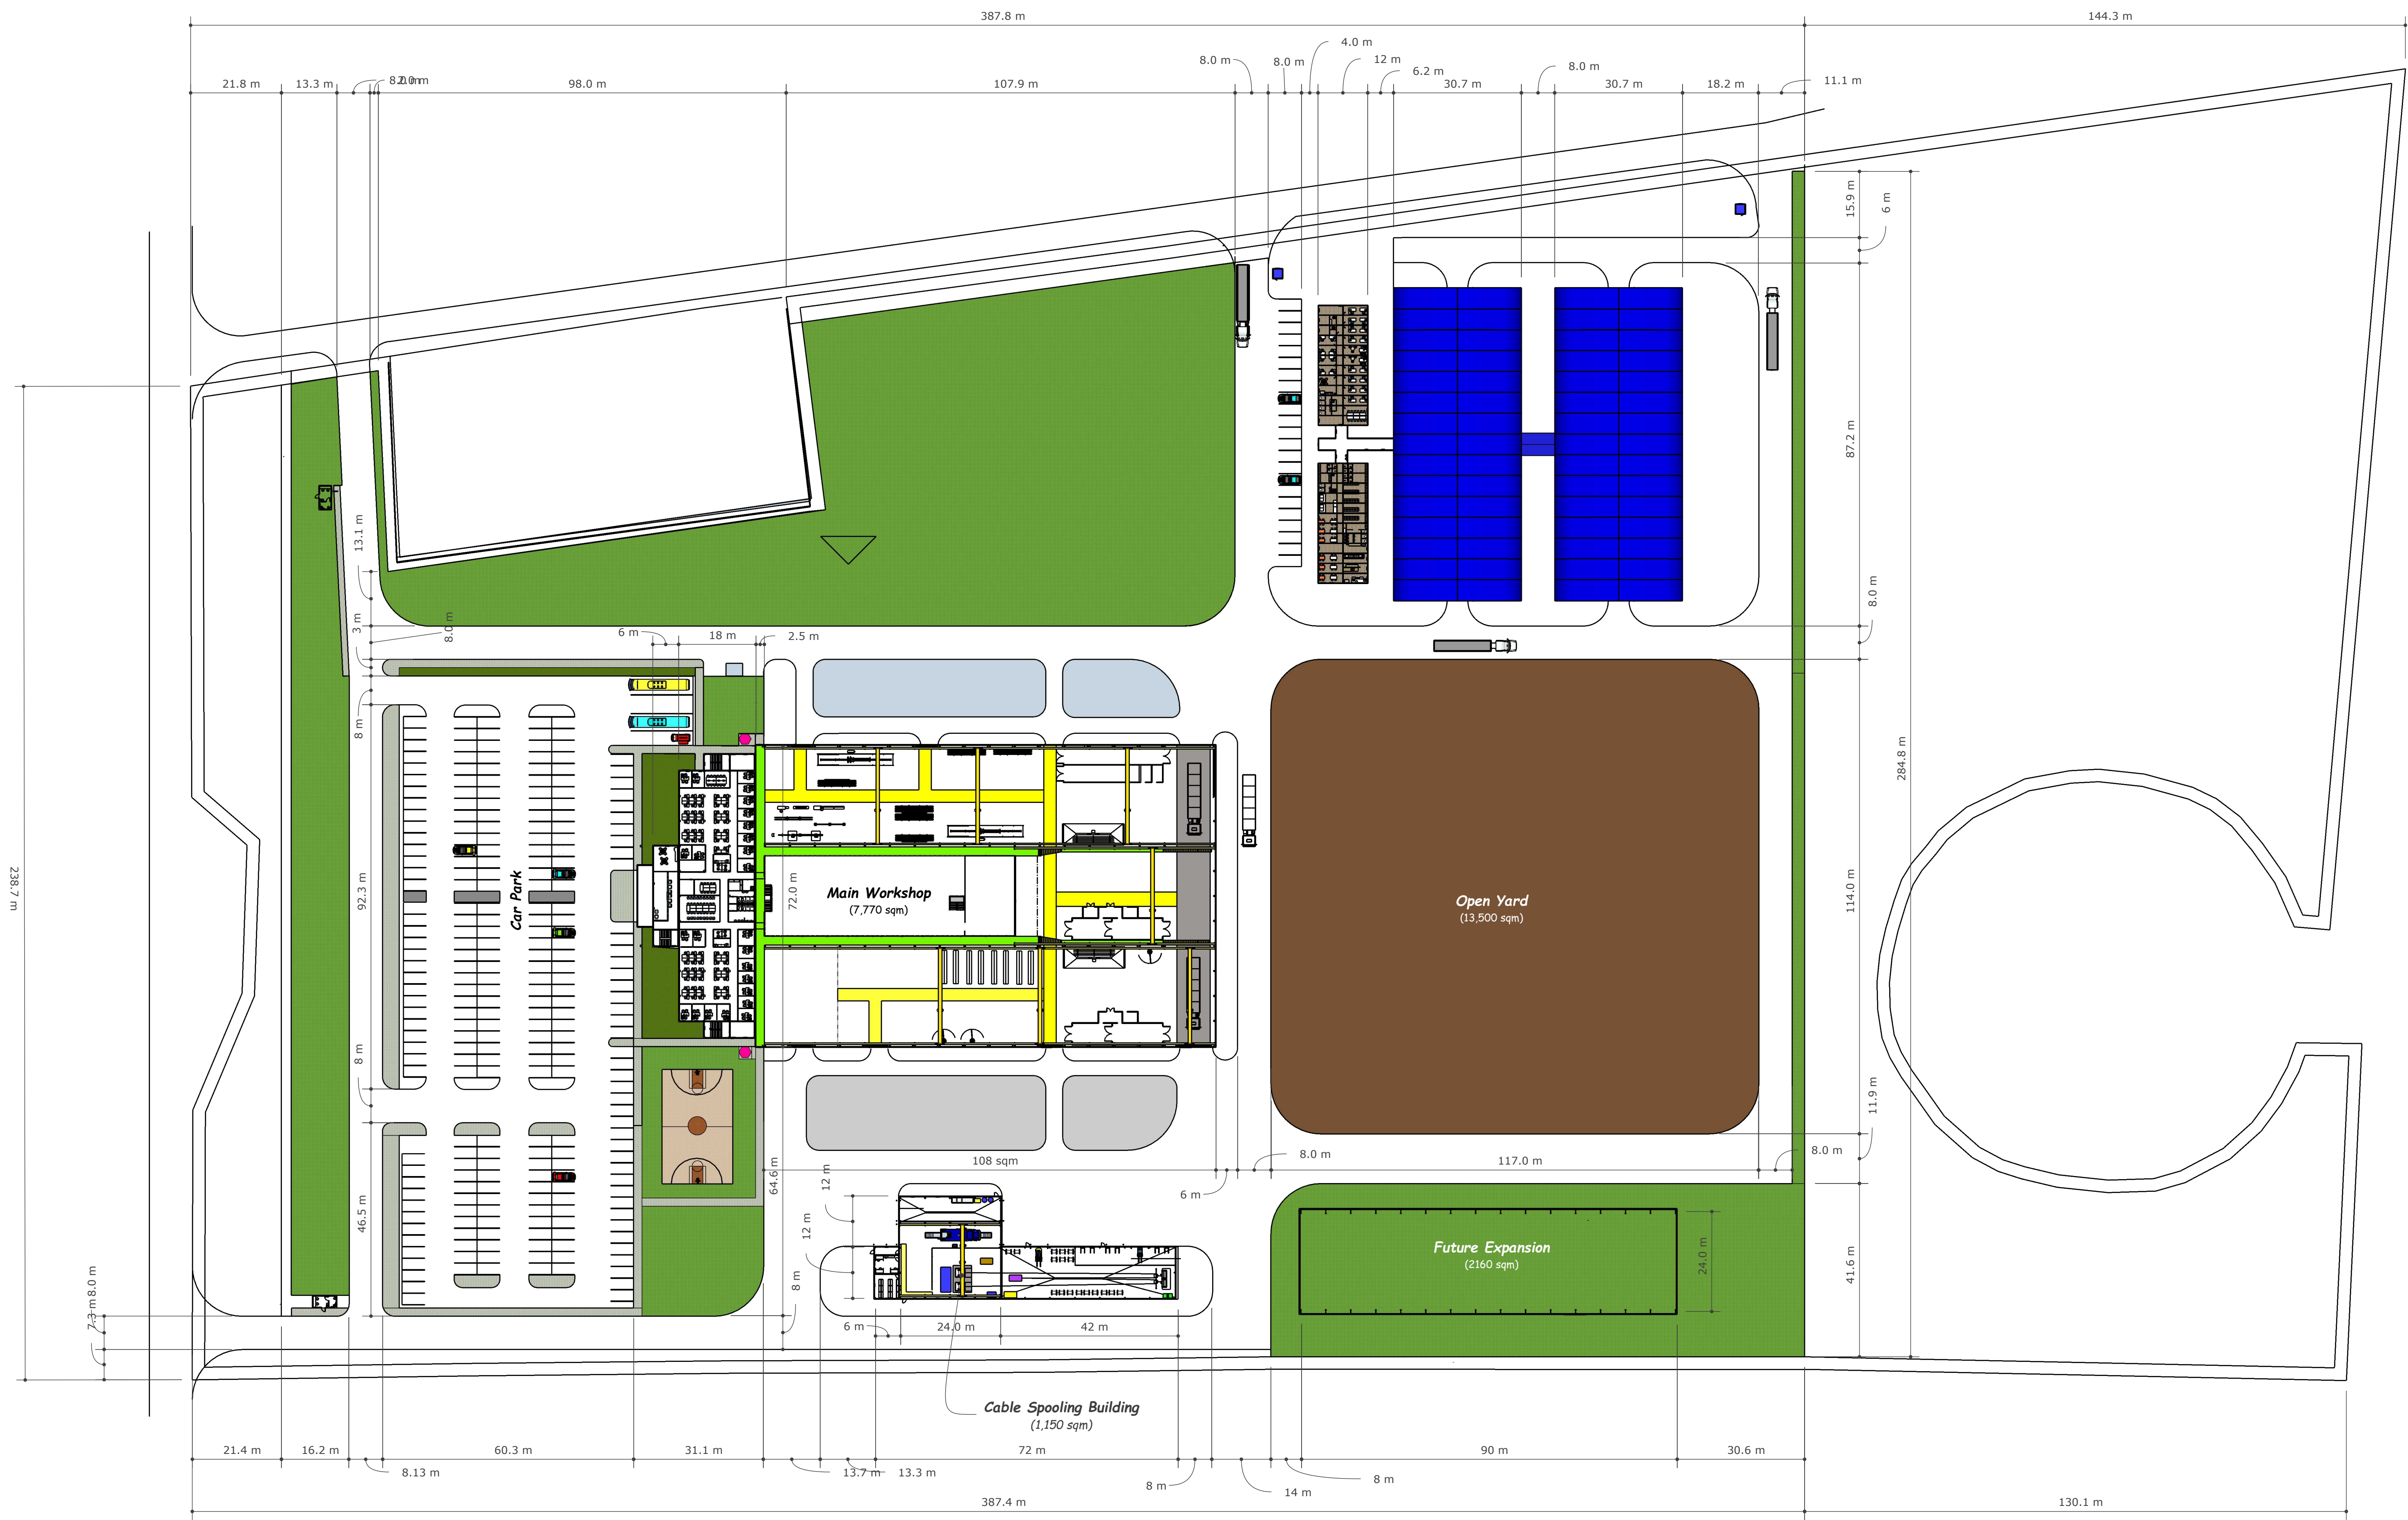 387.8 m
144.3 m
4.0 m
8.0 m
8.0 m
12 m
6.2 m
8.0 m
21.8 m
13.3 m
98.0 m
107.9 m
30.7 m
30.7 m
18.2 m
11.1 m
15.9 m
6 m
87.2 m
13.1 m
3 m
8.0 m
8.0 m
6 m
18 m
2.5 m
8 m
284.8 m
238.7 m
92.3 m
Car Park
72.0 m
Main Workshop
(7,770 sqm)
Open Yard
(13,500 sqm)
114.0 m
8 m
11.9 m
108 sqm
8.0 m
117.0 m
8.0 m
64.6 m
12 m
6 m
46.5 m
12 m
Future Expansion
(2160 sqm)
24.0 m
41.6 m
8.0 m
7.3 m
8 m
6 m
24.0 m
42 m
Cable Spooling Building
(1,150 sqm)
21.4 m
16.2 m
60.3 m
31.1 m
72 m
90 m
30.6 m
8.13 m
13.7 m
13.3 m
8 m
14 m
8 m
387.4 m
130.1 m